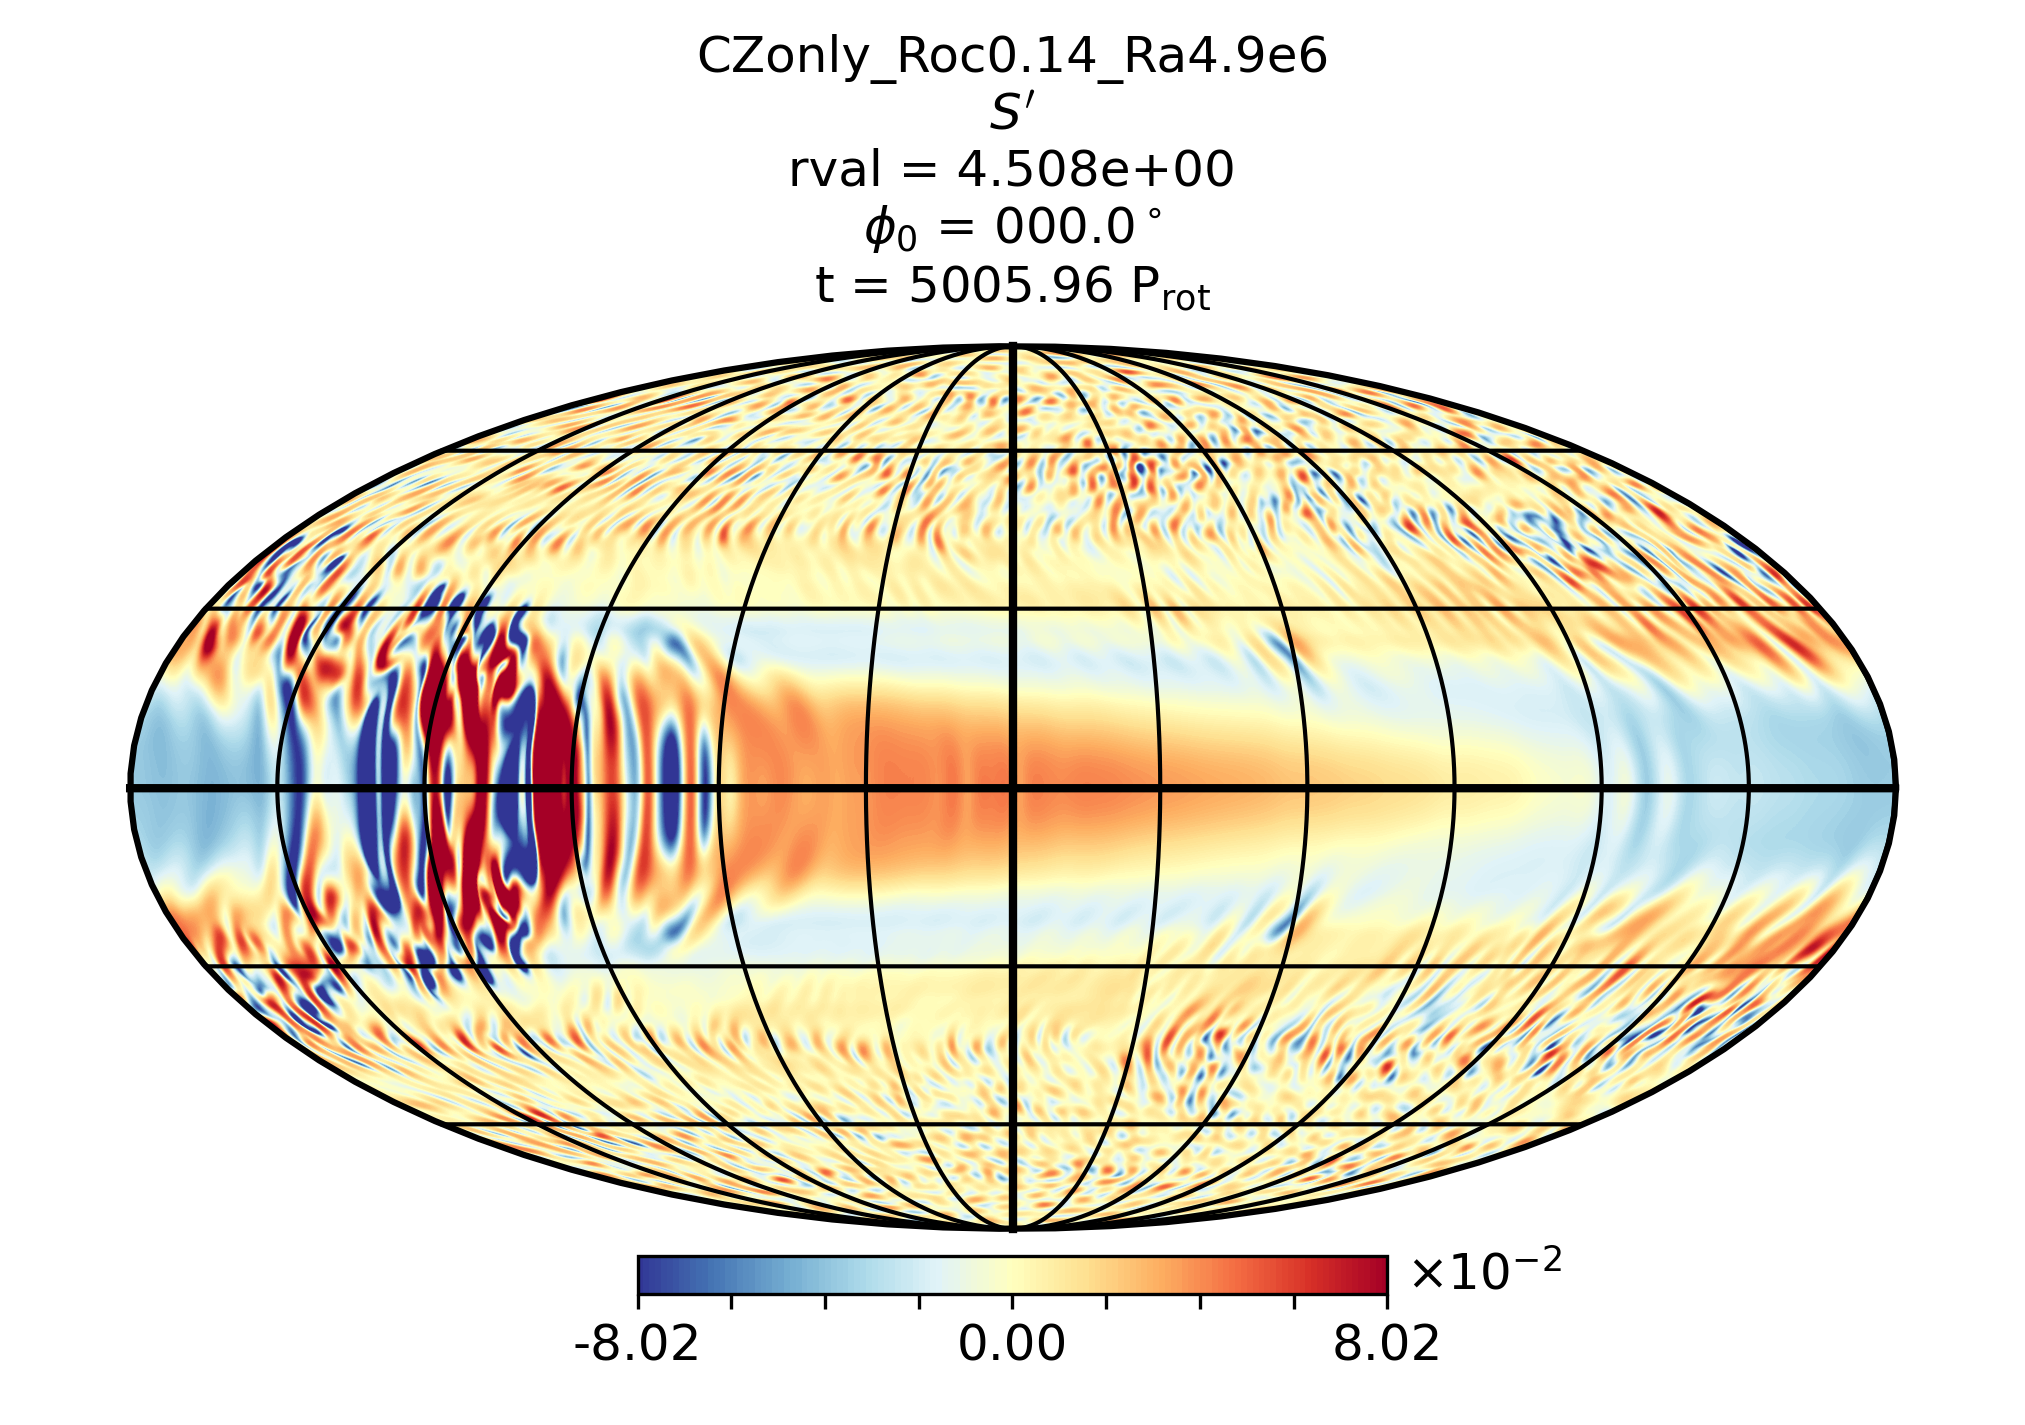 CZonly_Roc0.14_Ra4.9e6
S′
rval = 4.508e+00
ϕ₀ = 000.0°
t = 5005.96 Pᵣₒₜ
×10⁻²
-8.02 0.00 8.02